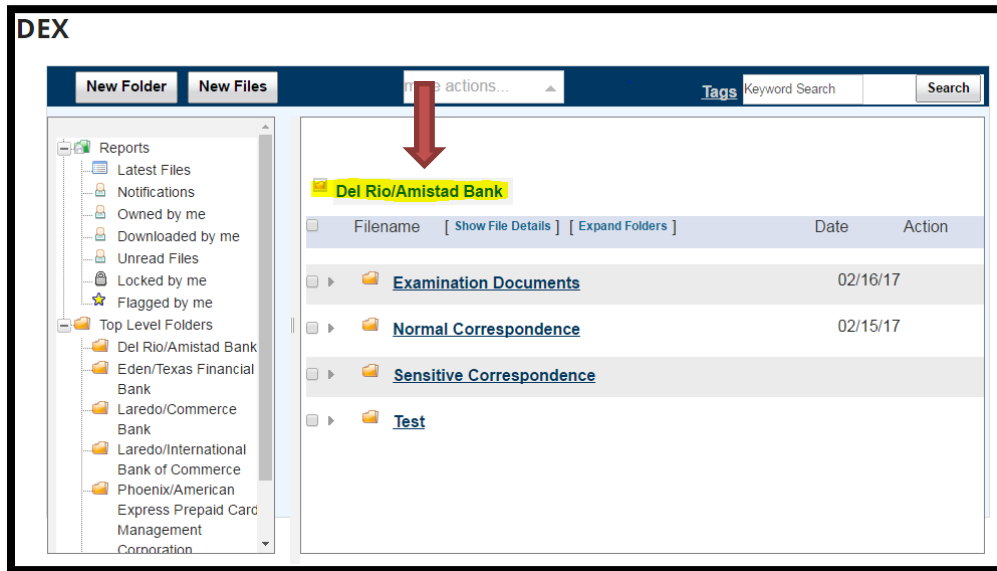 DEX
New Folder New Files actions... Tags Keyword Search Search
Reports
Latest Files
Notifications
Owned by me
Downloaded by me
Unread Files
Locked by me
Flagged by me
Top Level Folders
Del Rio/Amistad Bank
Eden/Texas Financial
Bank
Laredo/Commerce
Bank
Laredo/International
Bank of Commerce
Phoenix/American
Express Prepaid Card
Management
Corporation
Del Rio/Amistad Bank
Filename [ Show File Details ] [ Expand Folders ] Date Action
Examination Documents 02/16/17
Normal Correspondence 02/15/17
Sensitive Correspondence
Test